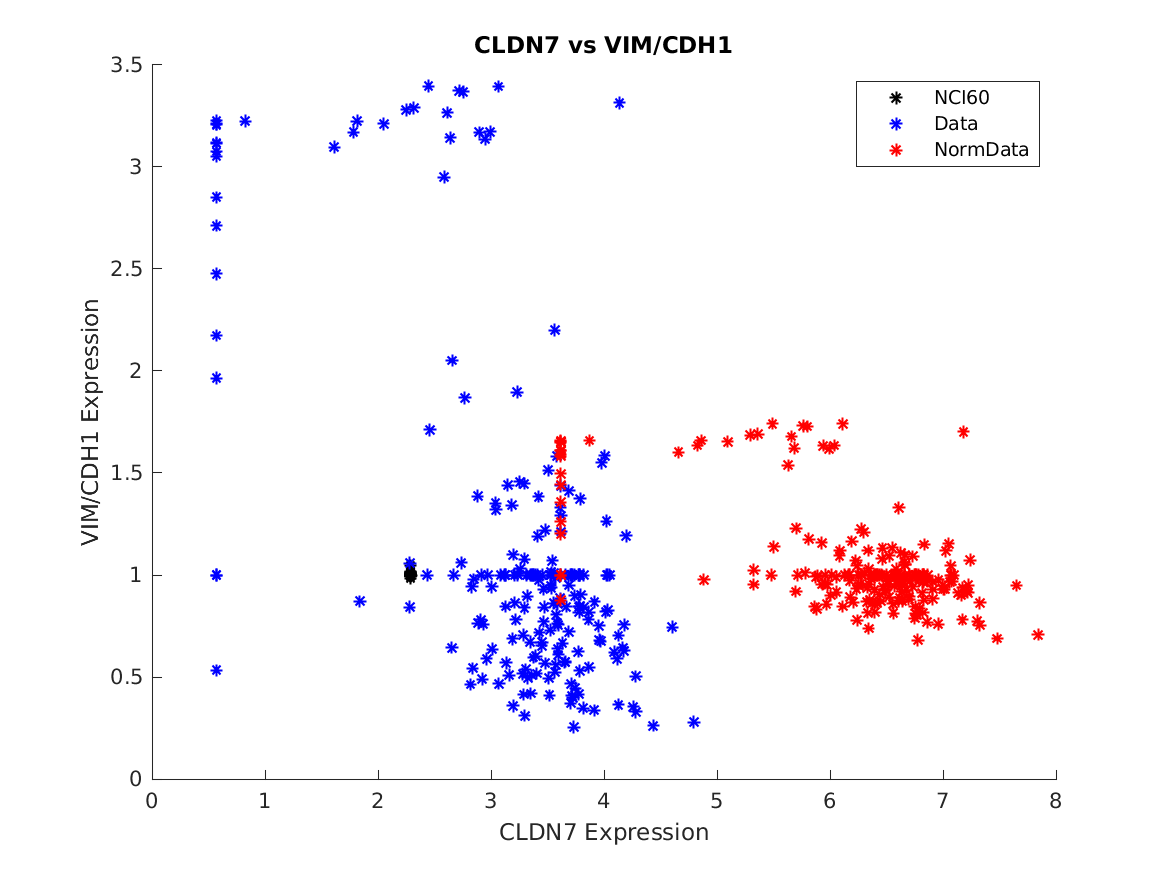 CLDN7 vs VIM/CDH1
NCI60
Data
NormData
VIM/CDH1 Expression
3.5
3
2.5
2
1.5
1
0.5
0
0 1 2 3 4 5 6 7 8
CLDN7 Expression